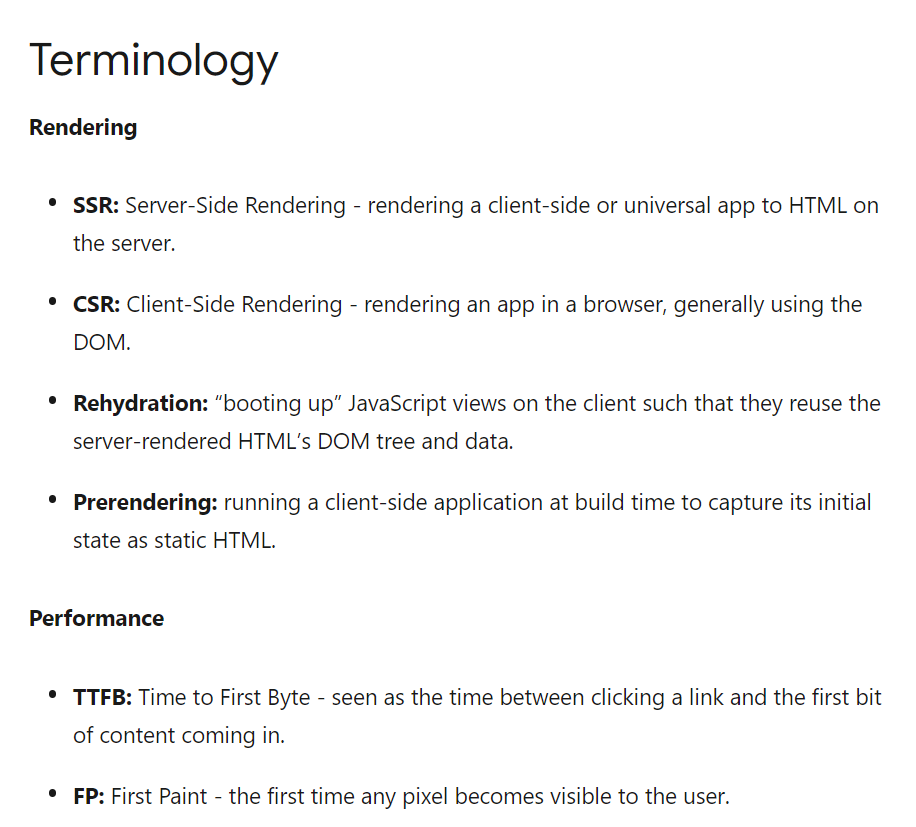 Terminology
Rendering
• SSR: Server-Side Rendering - rendering a client-side or universal app to HTML on
the server.
• CSR: Client-Side Rendering - rendering an app in a browser, generally using the
DOM.
• Rehydration: “booting up” JavaScript views on the client such that they reuse the
server-rendered HTML’s DOM tree and data.
• Prerendering: running a client-side application at build time to capture its initial
state as static HTML.
Performance
• TTFB: Time to First Byte - seen as the time between clicking a link and the first bit
of content coming in.
• FP: First Paint - the first time any pixel becomes visible to the user.